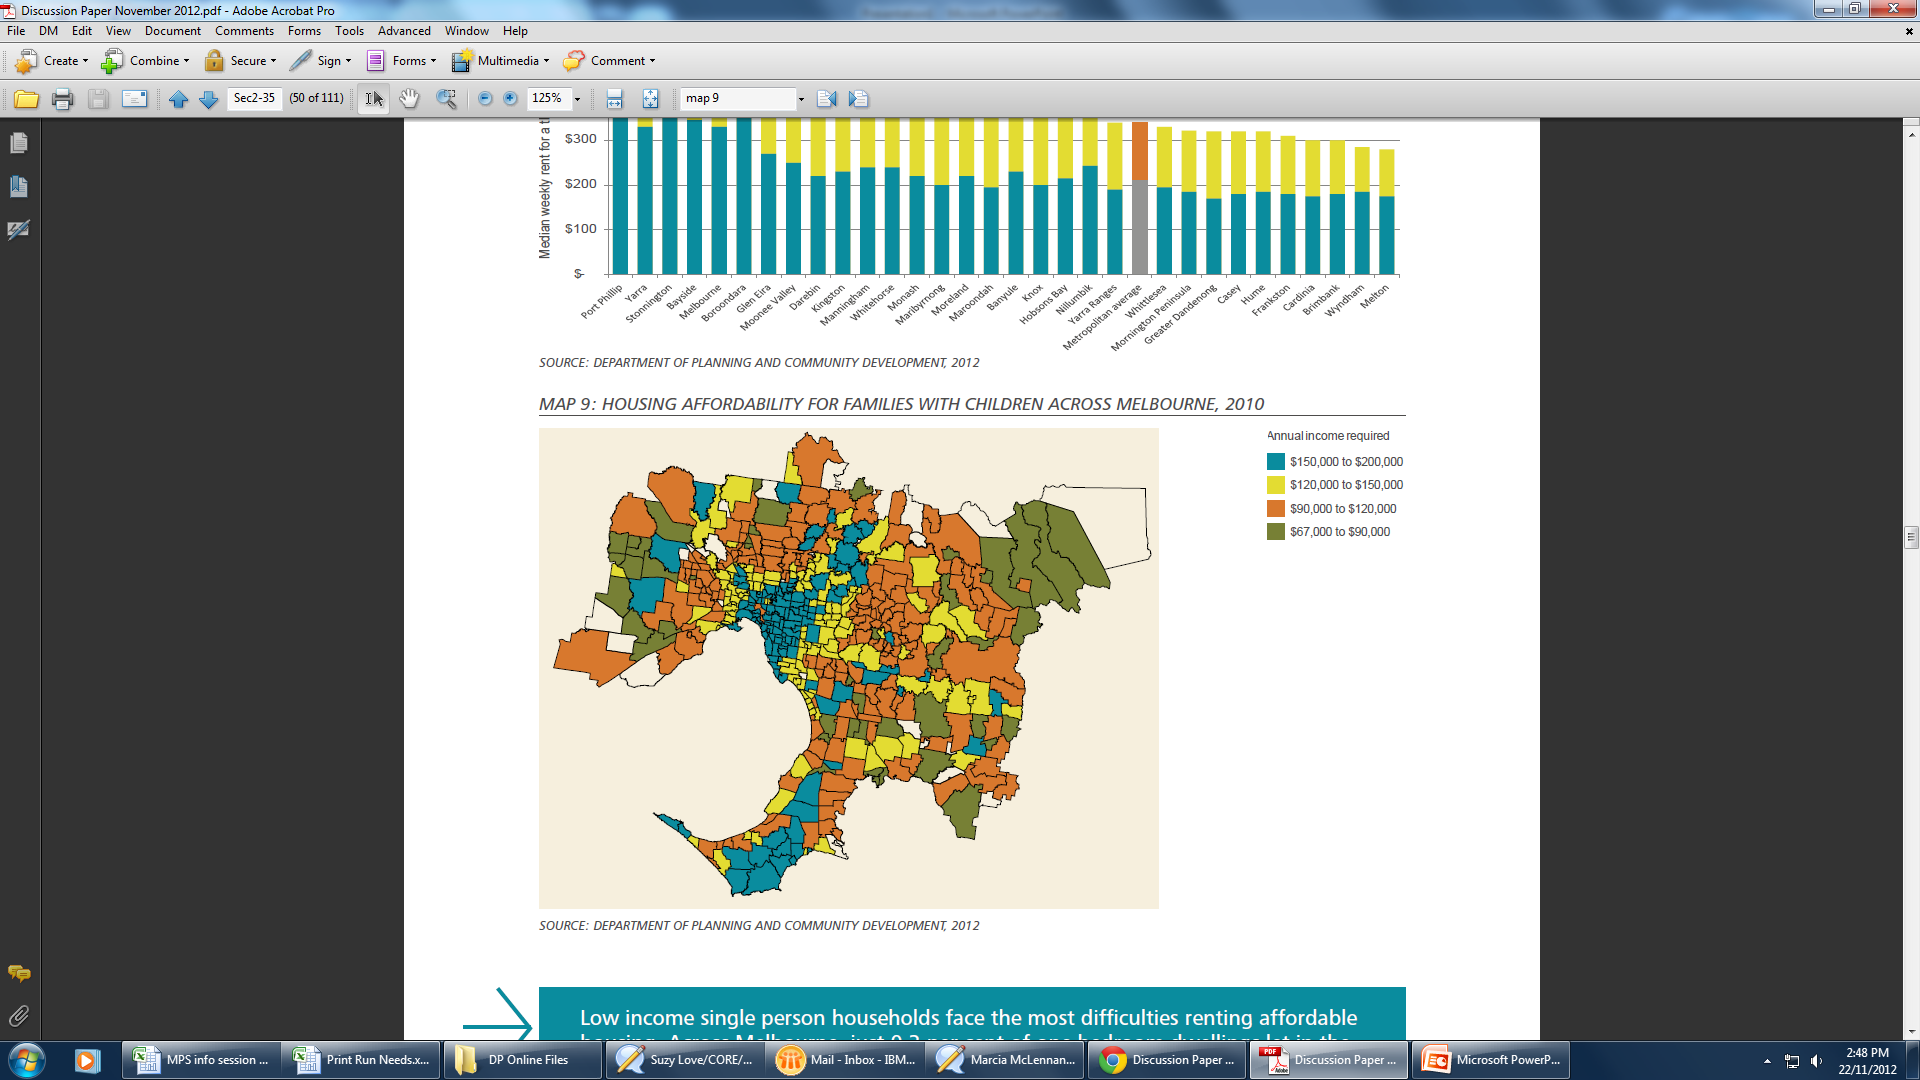 Discussion Paper November 2012.pdf - Adobe Acrobat Pro
File DM Edit View Document Comments Forms Tools Advanced Window Help
Create Combine Secure Sign Forms Multimedia Comment
Sec2-35 (50 of 111) 125% map 9
Median weekly rent for a
$300
$200
$100
$-
Port Phillip Yarra Stonnington Bayside Melbourne Boroondara Glen Eira Moonee Valley Darebin Kingston Manningham Whitehorse Monash Maribyrnong Moreland Maroondah Banyule Knox Hobsons Bay Nillumbik Yarra Ranges Metropolitan average Whittlesea Mornington Peninsula Greater Dandenong Casey Hume Frankston Cardinia Brimbank Wyndham Melton
SOURCE: DEPARTMENT OF PLANNING AND COMMUNITY DEVELOPMENT, 2012
MAP 9: HOUSING AFFORDABILITY FOR FAMILIES WITH CHILDREN ACROSS MELBOURNE, 2010
Annual income required
$150,000 to $200,000
$120,000 to $150,000
$90,000 to $120,000
$67,000 to $90,000
SOURCE: DEPARTMENT OF PLANNING AND COMMUNITY DEVELOPMENT, 2012
Low income single person households face the most difficulties renting affordable
MPS info session ... Print Run Needs.x... DP Online Files Suzy Love/CORE/... Mail - Inbox - IBM... Marcia McLennan... Discussion Paper ... Discussion Paper ... Microsoft PowerP...
2:48 PM
22/11/2012